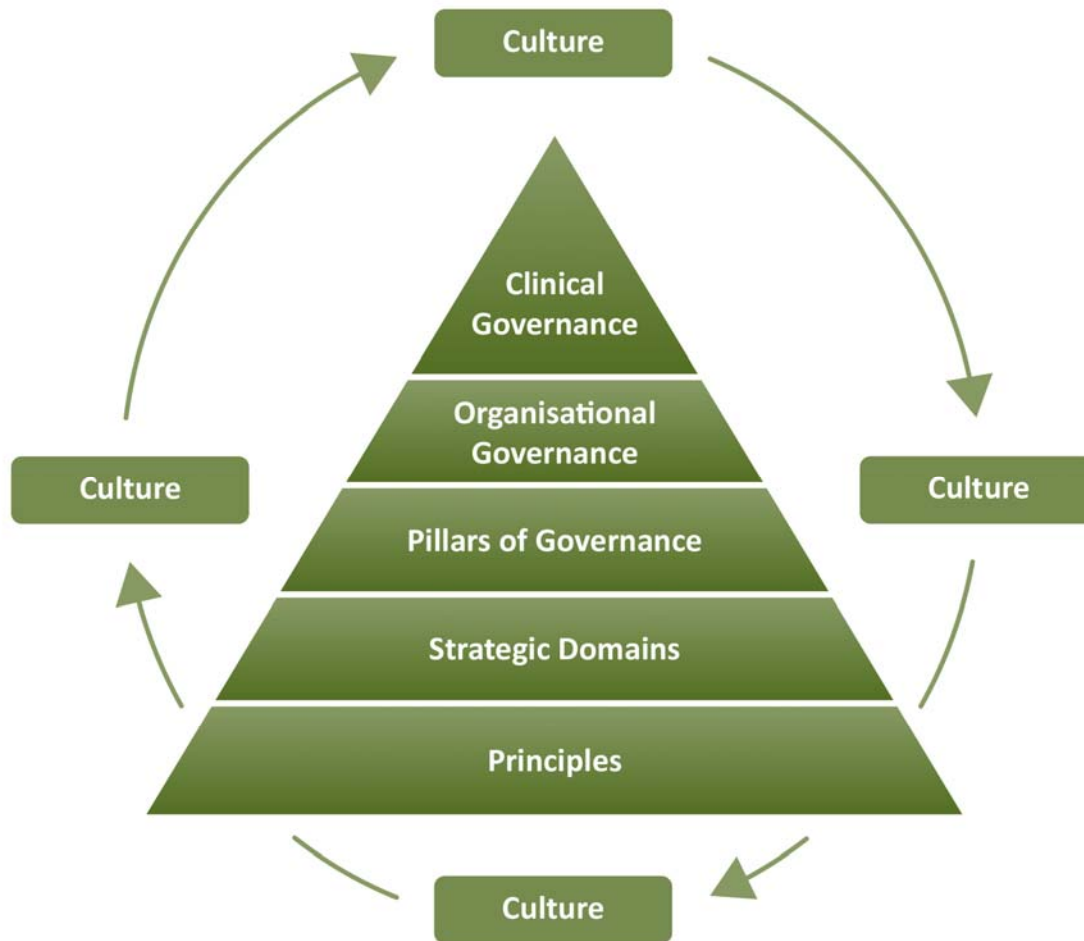 Culture
Clinical
Governance
Organisational
Governance
Culture
Culture
Pillars of Governance
Strategic Domains
Principles
Culture